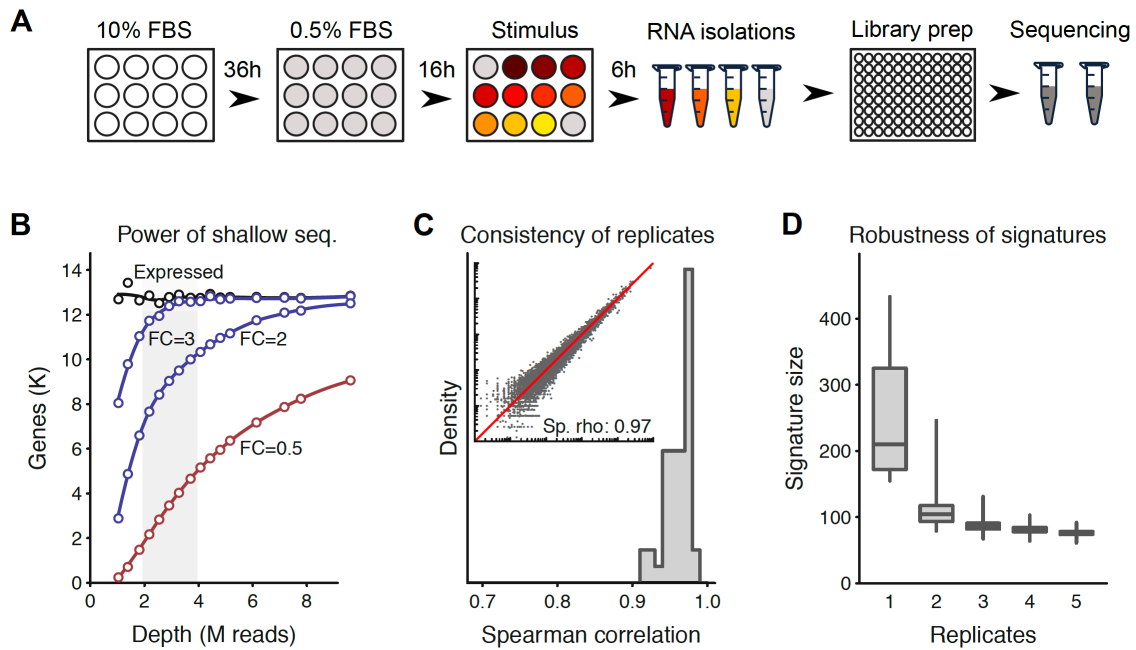 A
10% FBS
0.5% FBS
Stimulus
RNA isolations
Library prep
Sequencing
36h
16h
6h
B
Power of shallow seq.
Genes (K)
14
12
10
8
6
4
2
0
Expressed
FC=3
FC=2
FC=0.5
0
2
4
6
8
Depth (M reads)
C
Consistency of replicates
Density
Sp. rho: 0.97
0.7
0.8
0.9
1.0
Spearman correlation
D
Robustness of signatures
Signature size
400
300
200
100
0
1
2
3
4
5
Replicates